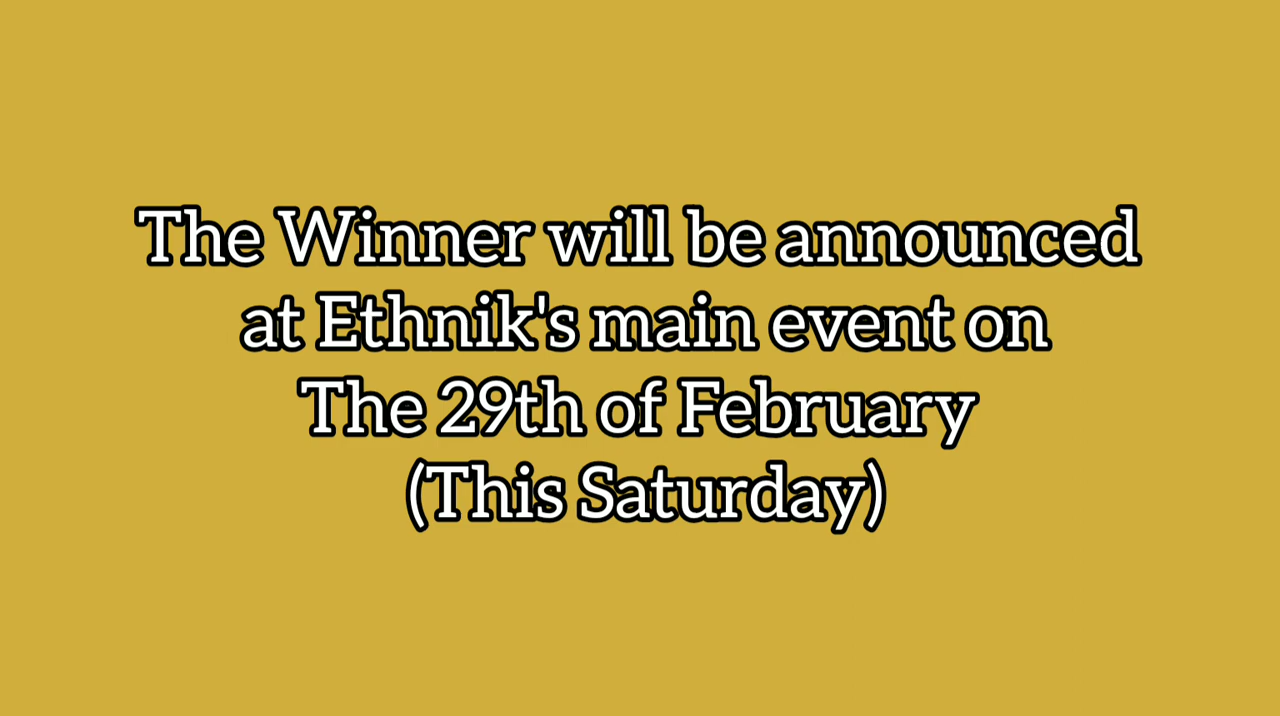 The Winner will be announced
at Ethnik's main event on
The 29th of February
(This Saturday)